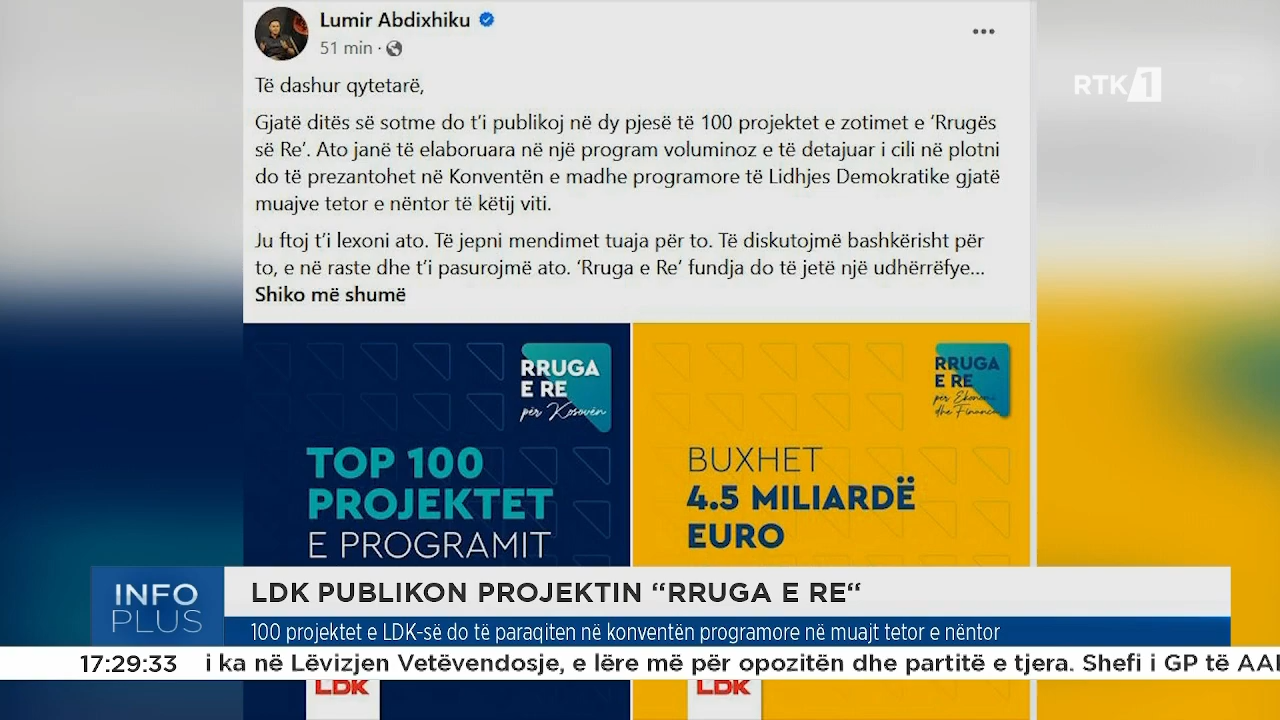 Lumir Abdixhiku
51 min ·
Të dashur qytetarë,
Gjatë ditës së sotme do t’i publikoj në dy pjesë të 100 projektet e zotimet e ‘Rrugës
së Re’. Ato janë të elaboruara në një program voluminoz e të detajuar i cili në plotni
do të prezantohet në Konventën e madhe programore të Lidhjes Demokratike gjatë
muajve tetor e nëntor të këtij viti.
Ju ftoj t’i lexoni ato. Të jepni mendimet tuaja për to. Të diskutojmë bashkërisht për
to, e në raste dhe t’i pasurojmë ato. ‘Rruga e Re’ fundja do të jetë një udhërrëfye...
Shiko më shumë
RTK 1
RRUGA
E RE
për Kosovën
TOP 100
PROJEKTET
E PROGRAMIT
RRUGA
E RE
për Ekonomi
dhe Financa
BUXHET
4.5 MILIARDË
EURO
INFO
PLUS
LDK PUBLIKON PROJEKTIN “RRUGA E RE“
100 projektet e LDK-së do të paraqiten në konventën programore në muajt tetor e nëntor
17:29:33 i ka në Lëvizjen Vetëvendosje, e lëre më për opozitën dhe partitë e tjera. Shefi i GP të AAI
LDK
LDK